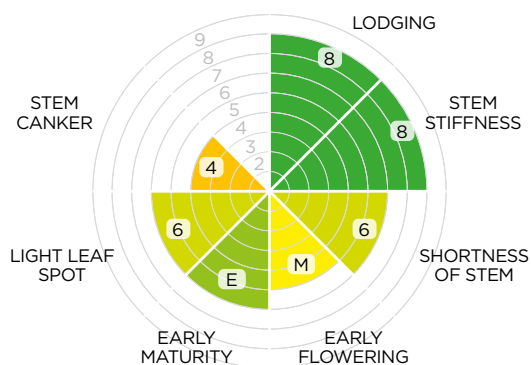 LODGING
9
8
7
6
5
4
3
2
8
STEM
CANKER
STEM
STIFFNESS
8
4
6
6
LIGHT LEAF
SPOT
SHORTNESS
OF STEM
E
M
EARLY
MATURITY
EARLY
FLOWERING